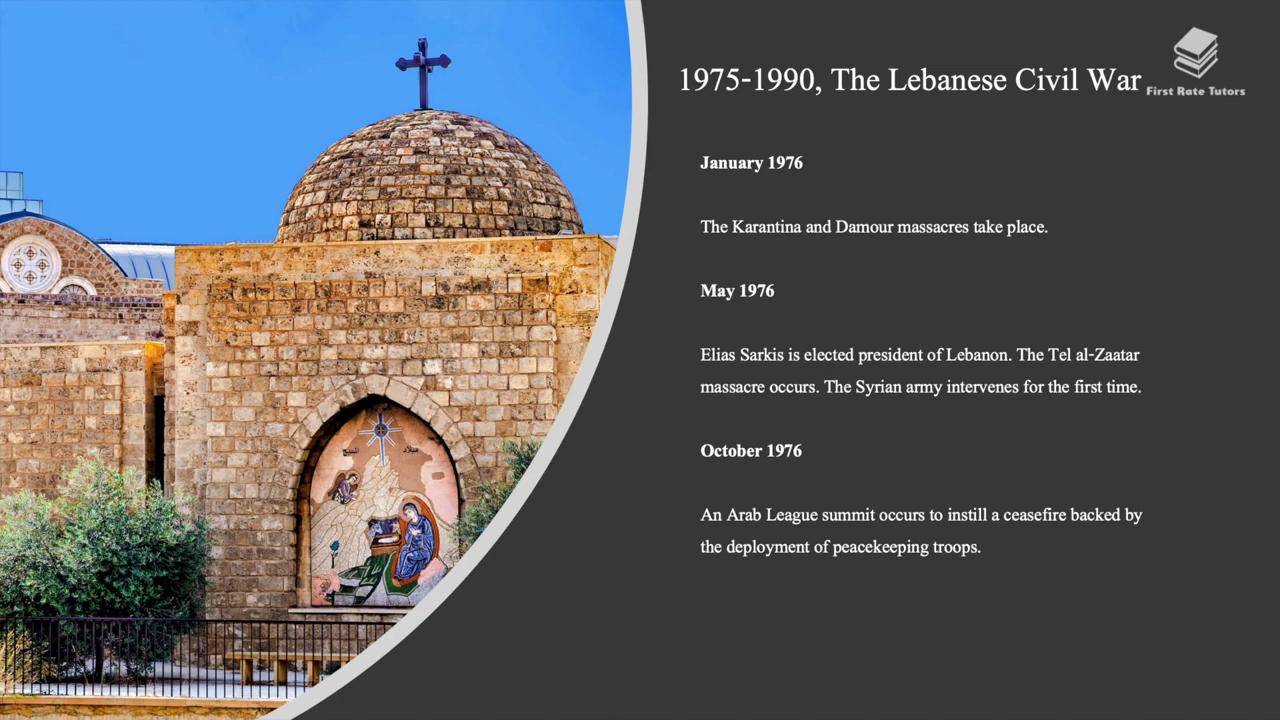 1975-1990, The Lebanese Civil War
First Rate Tutors
January 1976
The Karantina and Damour massacres take place.
May 1976
Elias Sarkis is elected president of Lebanon. The Tel al-Zaatar
massacre occurs. The Syrian army intervenes for the first time.
October 1976
An Arab League summit occurs to instill a ceasefire backed by
the deployment of peacekeeping troops.
ميلاد
المسيح